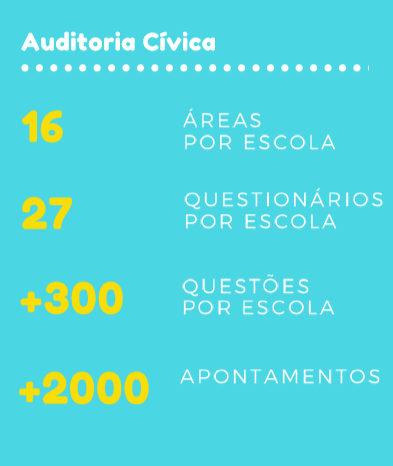 Auditoria Cívica
16
ÁREAS
POR ESCOLA
27
QUESTIONÁRIOS
POR ESCOLA
+300
QUESTÕES
POR ESCOLA
+2000
APONTAMENTOS